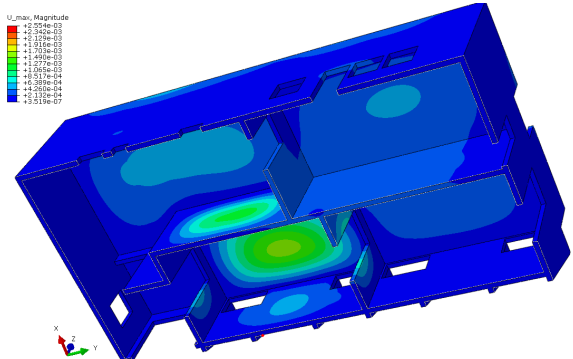 U_max, Magnitude
+2.554e-03
+2.342e-03
+2.129e-03
+1.916e-03
+1.703e-03
+1.490e-03
+1.277e-03
+1.065e-03
+8.517e-04
+6.389e-04
+4.260e-04
+2.132e-04
+3.519e-07
X
Z
Y